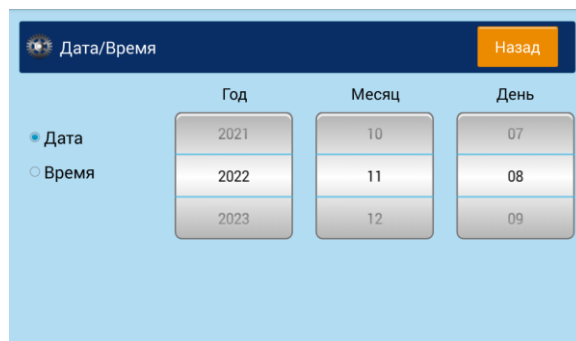 Дата/Время Назад
Год Месяц День
Дата 2021 10 07
Время 2022 11 08
2023 12 09